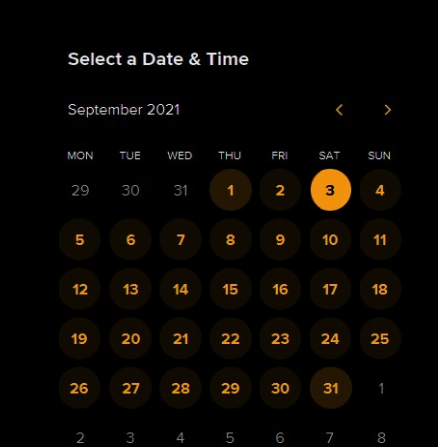 Select a Date & Time
September 2021 < >
MON TUE WED THU FRI SAT SUN
29 30 31 1 2 3 4
5 6 7 8 9 10 11
12 13 14 15 16 17 18
19 20 21 22 23 24 25
26 27 28 29 30 31 1
2 3 4 5 6 7 8